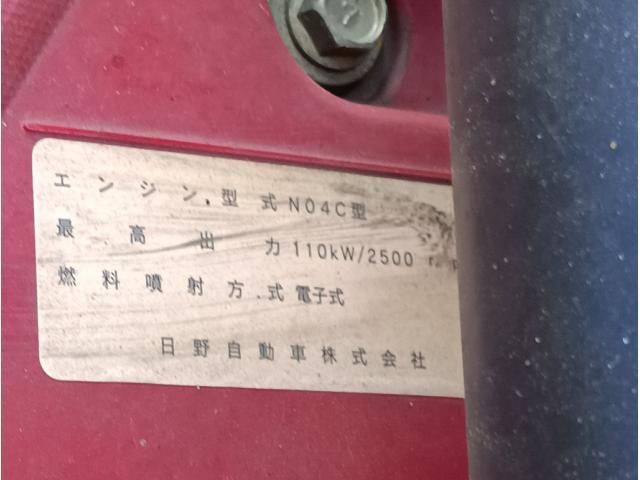 エンジン型式 N04C型
最高出力 110kW/2500
燃料噴射方式 電子式
日野自動車株式会社